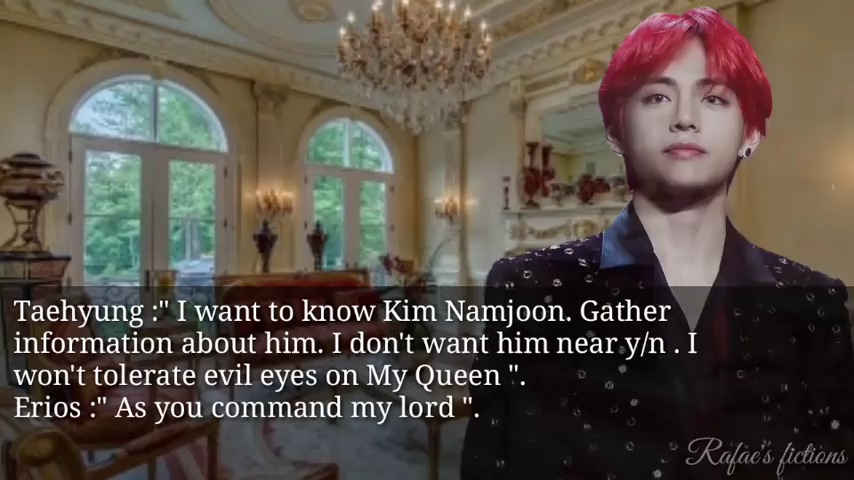 Taehyung :" I want to know Kim Namjoon. Gather
information about him. I don't want him near y/n . I
won't tolerate evil eyes on My Queen ".
Erios :" As you command my lord ".
Rafae's fictions